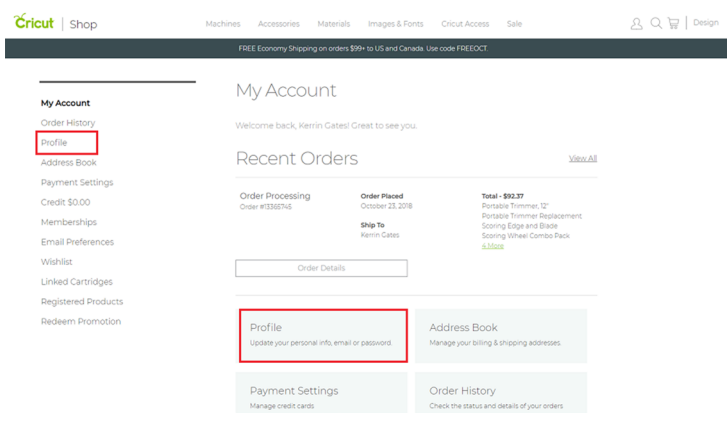 Cricut | Shop
Machines Accessories Materials Images & Fonts Cricut Access Sale
Design
FREE Economy Shipping on orders $99+ to US and Canada. Use code FREEOCT.
My Account
Order History
Profile
Address Book
Payment Settings
Credit $0.00
Memberships
Email Preferences
Wishlist
Linked Cartridges
Registered Products
Redeem Promotion
My Account
Welcome back, Kerrin Gates! Great to see you.
Recent Orders
View All
Order Processing
Order #13365745
Order Placed
October 23, 2018
Ship To
Kerrin Gates
Total - $92.37
Portable Trimmer, 12"
Portable Trimmer Replacement
Scoring Edge and Blade
Scoring Wheel Combo Pack
4 More
Order Details
Profile
Update your personal info, email or password.
Address Book
Manage your billing & shipping addresses.
Payment Settings
Manage credit cards
Order History
Check the status and details of your orders.